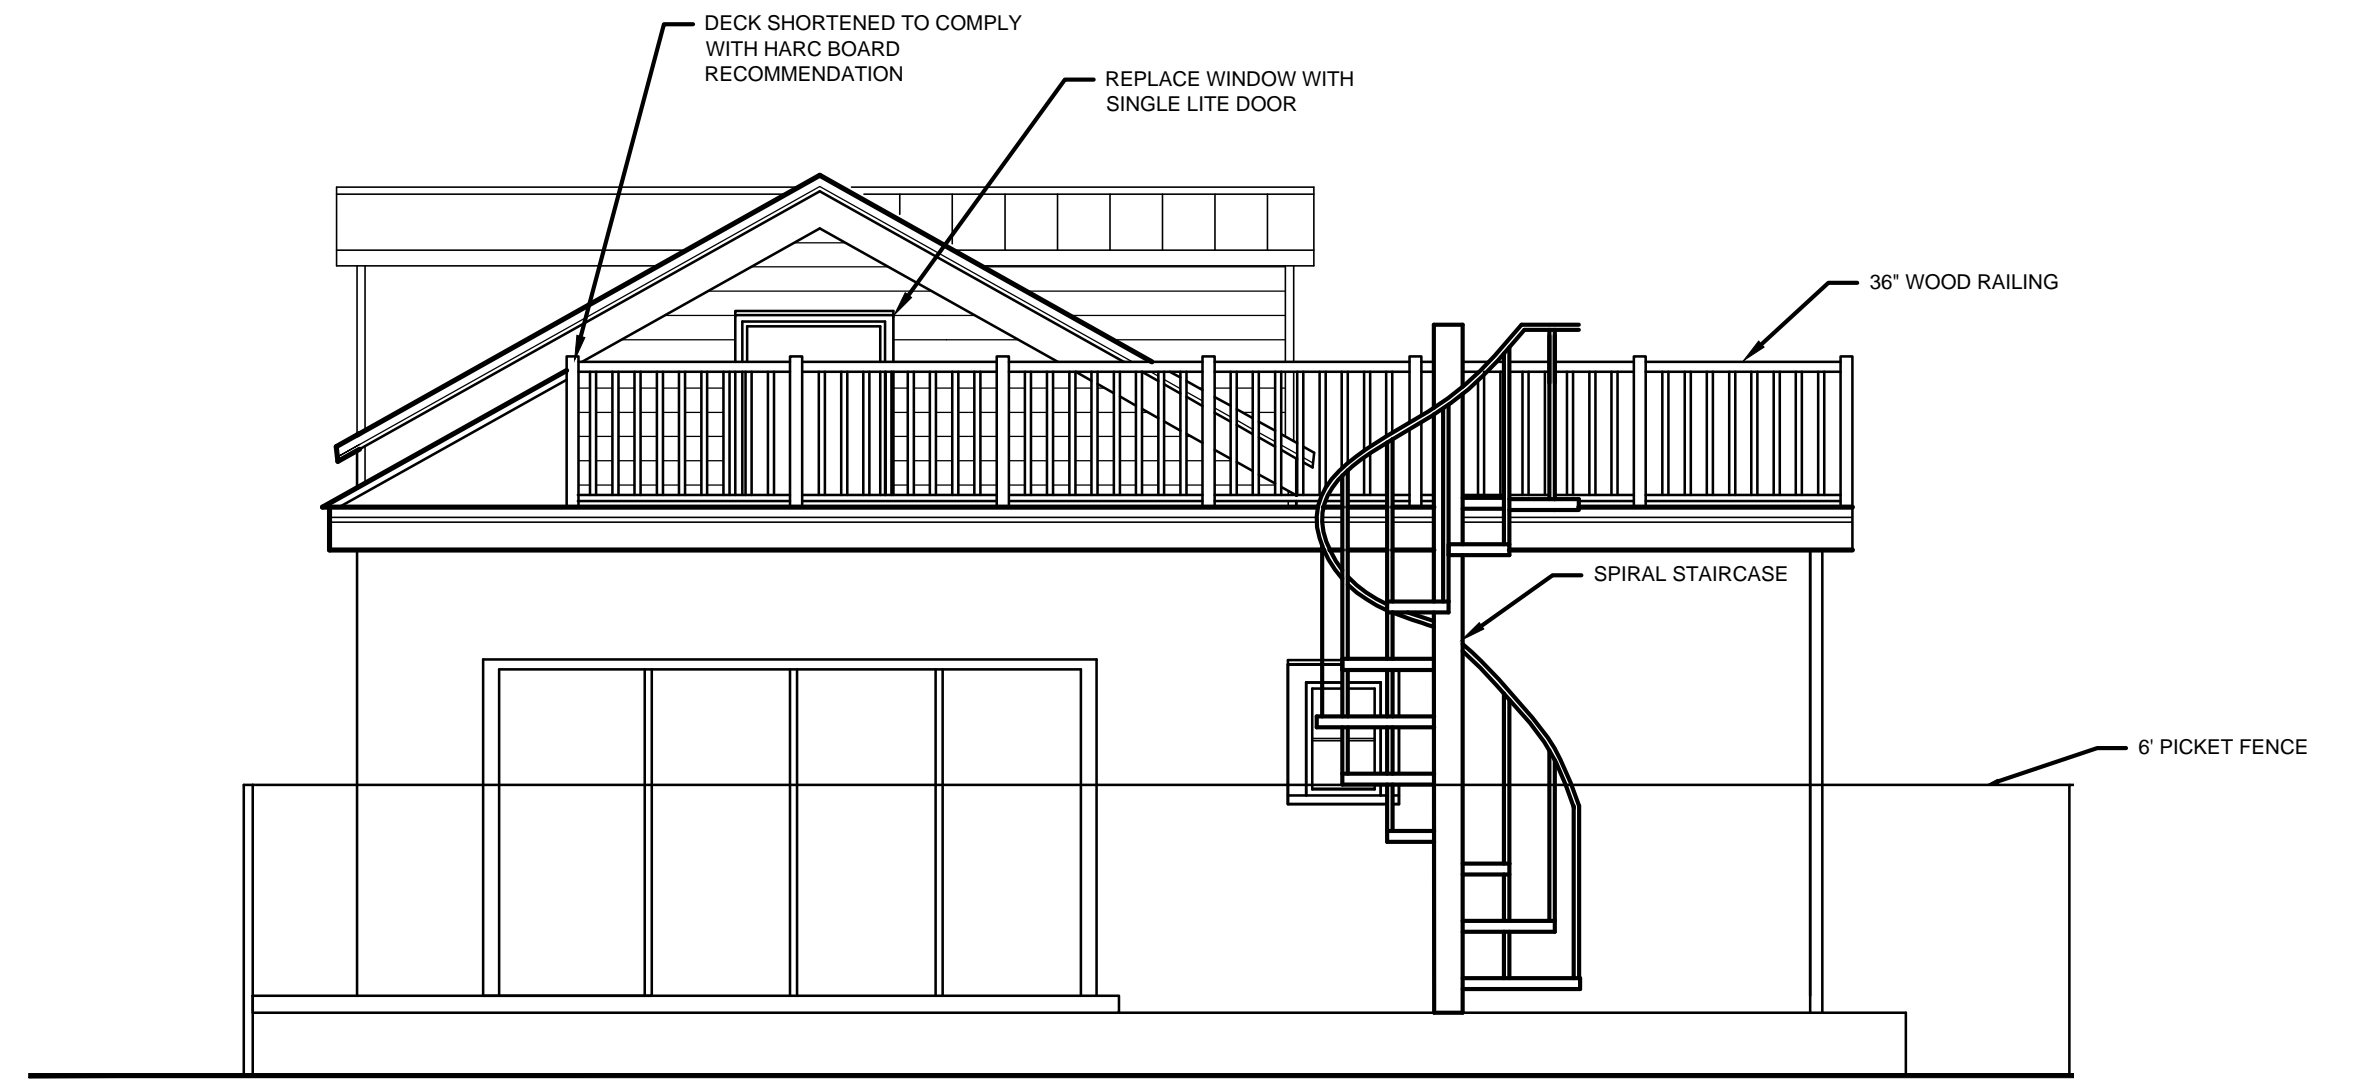 DECK SHORTENED TO COMPLY
WITH HARC BOARD
RECOMMENDATION
REPLACE WINDOW WITH
SINGLE LITE DOOR
36" WOOD RAILING
SPIRAL STAIRCASE
6' PICKET FENCE